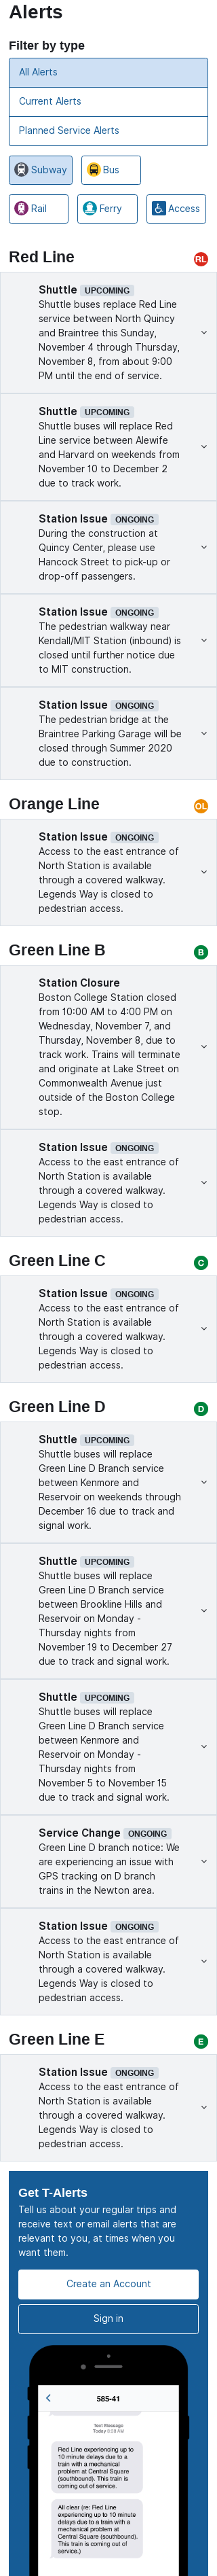 Alerts
Filter by type
All Alerts
Current Alerts
Planned Service Alerts
Subway
Bus
Rail
Ferry
Access
Red Line
RL
Shuttle UPCOMING
Shuttle buses replace Red Line
service between North Quincy
and Braintree this Sunday,
November 4 through Thursday,
November 8, from about 9:00
PM until the end of service.
Shuttle UPCOMING
Shuttle buses will replace Red
Line service between Alewife
and Harvard on weekends from
November 10 to December 2
due to track work.
Station Issue ONGOING
During the construction at
Quincy Center, please use
Hancock Street to pick-up or
drop-off passengers.
Station Issue ONGOING
The pedestrian walkway near
Kendall/MIT Station (inbound) is
closed until further notice due
to MIT construction.
Station Issue ONGOING
The pedestrian bridge at the
Braintree Parking Garage will be
closed through Summer 2020
due to construction.
Orange Line
OL
Station Issue ONGOING
Access to the east entrance of
North Station is available
through a covered walkway.
Legends Way is closed to
pedestrian access.
Green Line B
B
Station Closure
Boston College Station closed
from 10:00 AM to 4:00 PM on
Wednesday, November 7, and
Thursday, November 8, due to
track work. Trains will terminate
and originate at Lake Street on
Commonwealth Avenue just
outside of the Boston College
stop.
Station Issue ONGOING
Access to the east entrance of
North Station is available
through a covered walkway.
Legends Way is closed to
pedestrian access.
Green Line C
C
Station Issue ONGOING
Access to the east entrance of
North Station is available
through a covered walkway.
Legends Way is closed to
pedestrian access.
Green Line D
D
Shuttle UPCOMING
Shuttle buses will replace
Green Line D Branch service
between Kenmore and
Reservoir on weekends through
December 16 due to track and
signal work.
Shuttle UPCOMING
Shuttle buses will replace
Green Line D Branch service
between Brookline Hills and
Reservoir on Monday -
Thursday nights from
November 19 to December 27
due to track and signal work.
Shuttle UPCOMING
Shuttle buses will replace
Green Line D Branch service
between Kenmore and
Reservoir on Monday -
Thursday nights from
November 5 to November 15
due to track and signal work.
Service Change ONGOING
Green Line D branch notice: We
are experiencing an issue with
GPS tracking on D branch
trains in the Newton area.
Station Issue ONGOING
Access to the east entrance of
North Station is available
through a covered walkway.
Legends Way is closed to
pedestrian access.
Green Line E
E
Station Issue ONGOING
Access to the east entrance of
North Station is available
through a covered walkway.
Legends Way is closed to
pedestrian access.
Get T-Alerts
Tell us about your regular trips and
receive text or email alerts that are
relevant to you, at times when you
want them.
Create an Account
Sign in
585-41
Text Message
Today 6:28 PM
Red Line experiencing up to
10 minute delays due to a
train with a mechanical
problem at Central Square
(southbound). This train is
coming out of service.
All clear (re: Red Line
experiencing up to 10 minute
delays due to a train with a
mechanical problem at
Central Square (southbound).
This train is coming out of
service.)